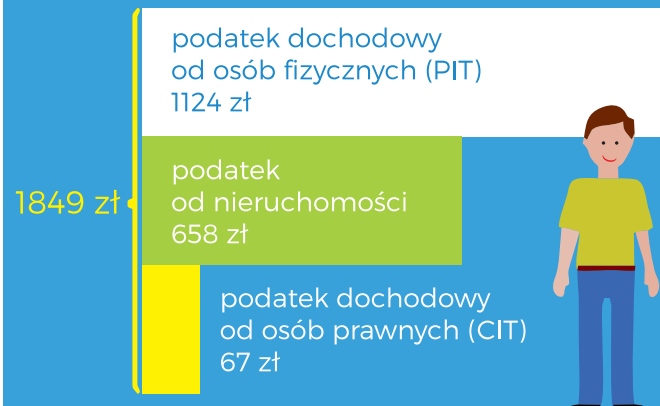 podatek dochodowy
od osób fizycznych (PIT)
1124 zł
1849 zł
podatek
od nieruchomości
658 zł
podatek dochodowy
od osób prawnych (CIT)
67 zł